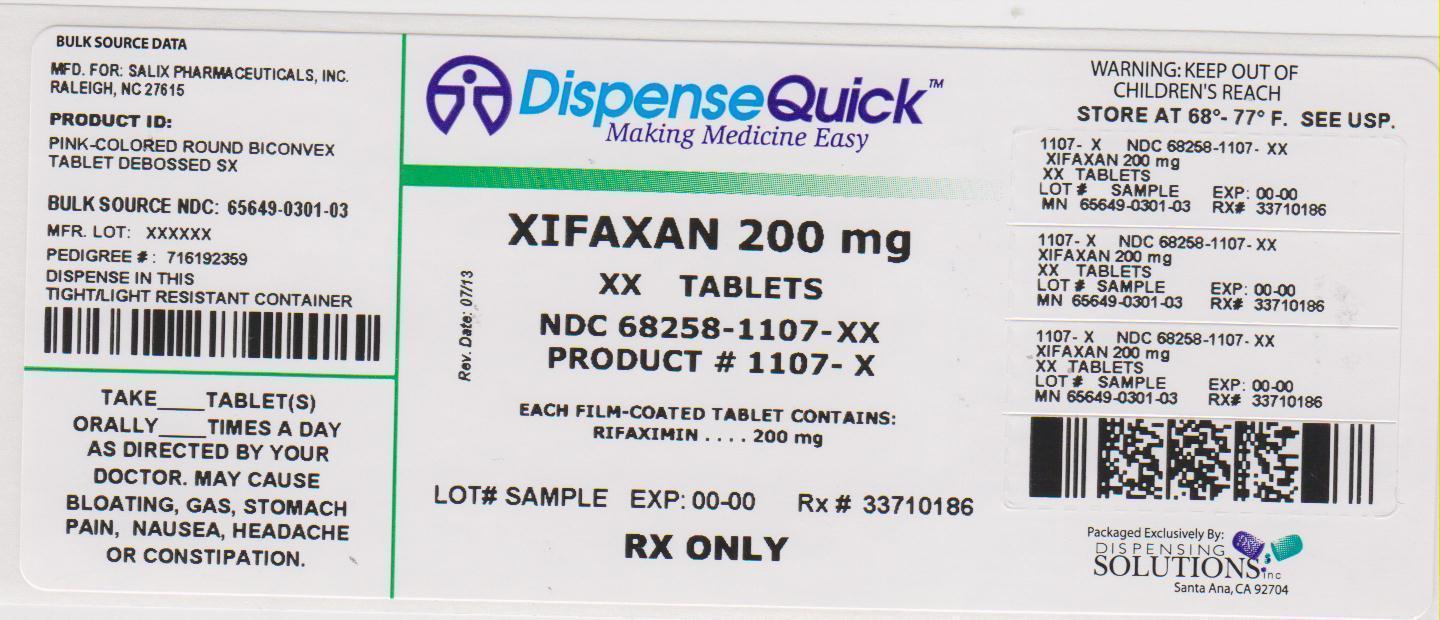 BULK SOURCE DATA
MFD. FOR: SALIX PHARMACEUTICALS, INC.
RALEIGH, NC 27615
PRODUCT ID:
PINK-COLORED ROUND BICONVEX
TABLET DEBOSSED SX
BULK SOURCE NDC: 65649-0301-03
MFR. LOT: XXXXXX
PEDIGREE #: 716192359
DISPENSE IN THIS
TIGHT/LIGHT RESISTANT CONTAINER
TAKE____TABLET(S)
ORALLY____TIMES A DAY
AS DIRECTED BY YOUR
DOCTOR. MAY CAUSE
BLOATING, GAS, STOMACH
PAIN, NAUSEA, HEADACHE
OR CONSTIPATION.
DispenseQuick™
Making Medicine Easy
XIFAXAN 200 mg
XX TABLETS
NDC 68258-1107-XX
PRODUCT # 1107- X
Rev. Date: 07/13
EACH FILM-COATED TABLET CONTAINS:
RIFAXIMIN .... 200 mg
LOT# SAMPLE EXP: 00-00 Rx # 33710186
RX ONLY
WARNING: KEEP OUT OF
CHILDREN'S REACH
STORE AT 68°- 77° F. SEE USP.
1107- X NDC 68258-1107- XX
XIFAXAN 200 mg
XX TABLETS
LOT # SAMPLE EXP: 00-00
MN 65649-0301-03 RX# 33710186
1107- X NDC 68258-1107- XX
XIFAXAN 200 mg
XX TABLETS
LOT # SAMPLE EXP: 00-00
MN 65649-0301-03 RX# 33710186
1107- X NDC 68258-1107- XX
XIFAXAN 200 mg
XX TABLETS
LOT # SAMPLE EXP: 00-00
MN 65649-0301-03 RX# 33710186
Packaged Exclusively By:
DISPENSING
SOLUTIONS inc
Santa Ana, CA 92704